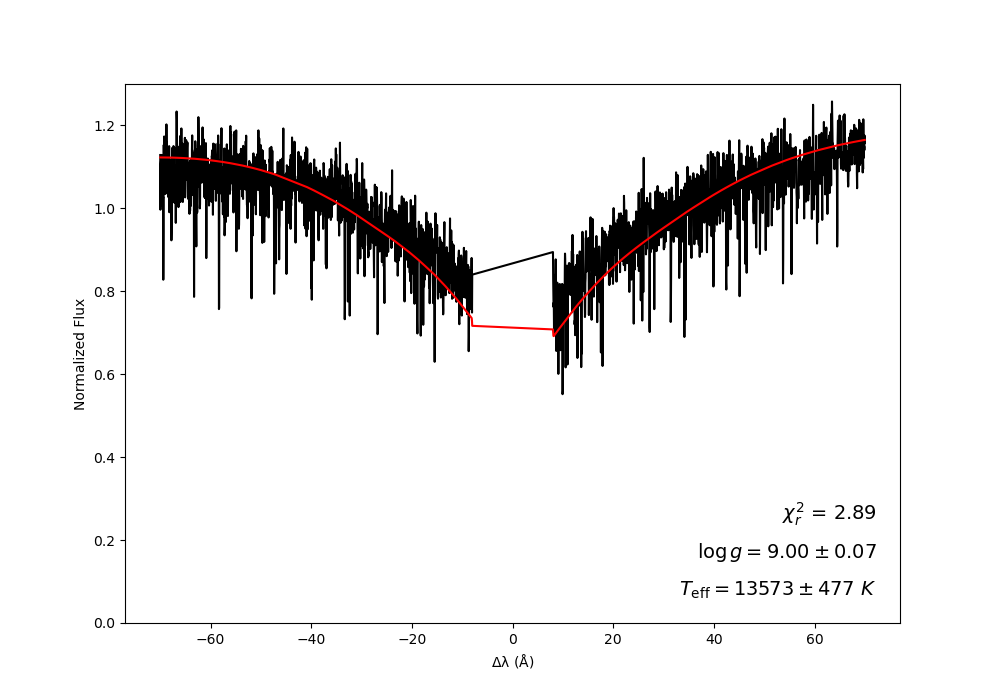 1.2
1.0
0.8
0.6
0.4
0.2
0.0
Normalized Flux
χ²ᵣ = 2.89
log g = 9.00 ± 0.07
T_eff = 13573 ± 477 K
−60 −40 −20 0 20 40 60
Δλ (Å)